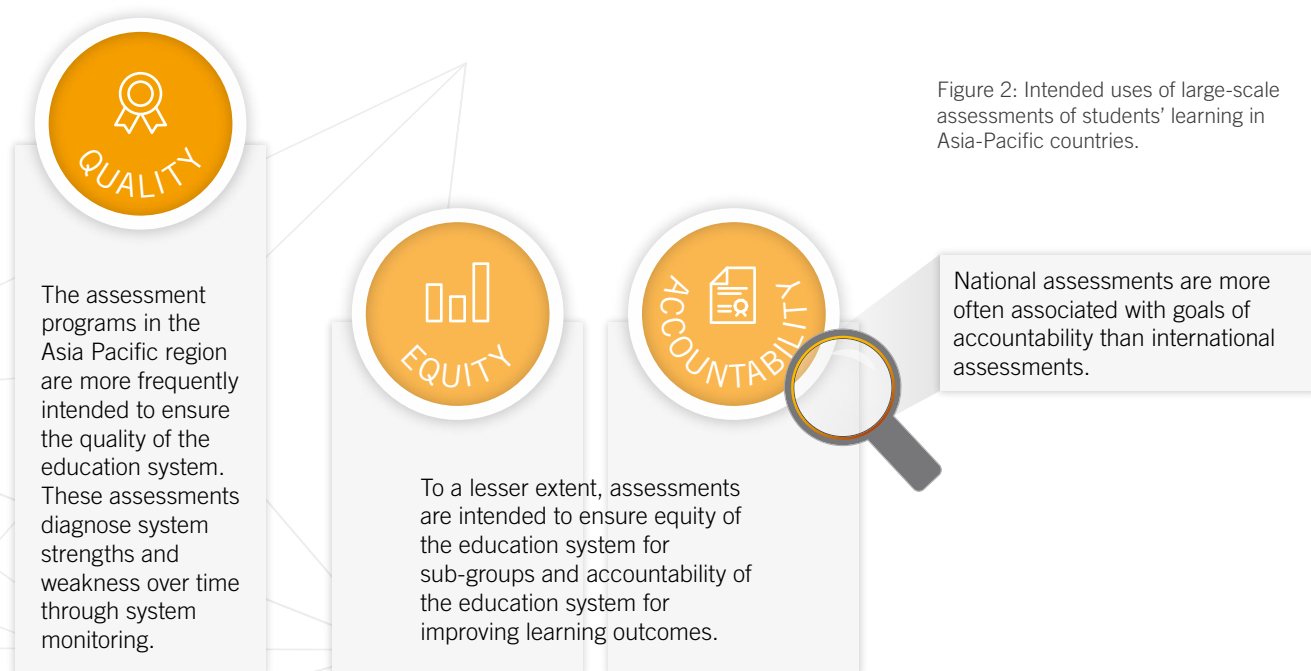 QUALITY
The assessment
programs in the
Asia Pacific region
are more frequently
intended to ensure
the quality of the
education system.
These assessments
diagnose system
strengths and
weakness over time
through system
monitoring.
EQUITY
ACCOUNTABILITY
To a lesser extent, assessments
are intended to ensure equity of
the education system for
sub-groups and accountability of
the education system for
improving learning outcomes.
Figure 2: Intended uses of large-scale
assessments of students’ learning in
Asia-Pacific countries.
National assessments are more
often associated with goals of
accountability than international
assessments.